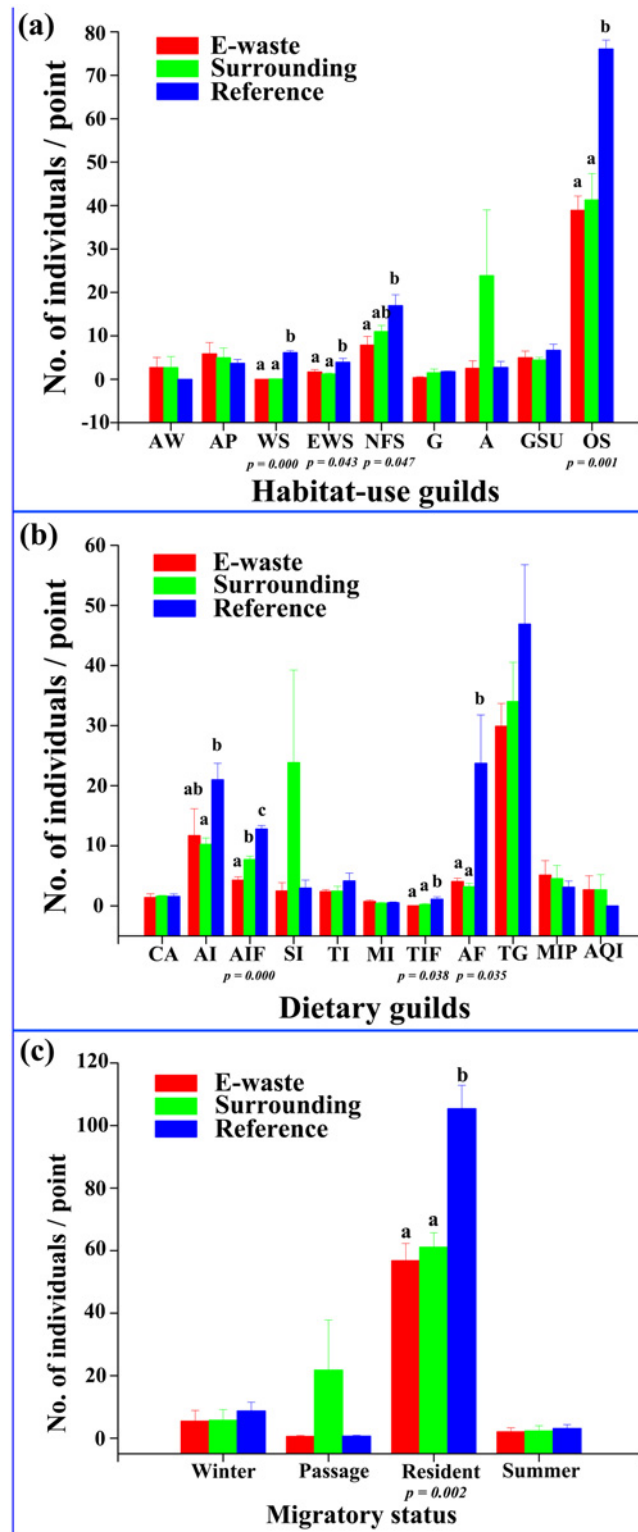 (a)
E-waste
Surrounding
Reference
80
70
60
50
40
30
20
10
0
-10
No. of individuals / point
a a b
a a b
a ab b
a a b
AW AP WS EWS NFS G A GSU OS
p = 0.000 p = 0.043 p = 0.047 p = 0.001
Habitat-use guilds
(b)
E-waste
Surrounding
Reference
60
50
40
30
20
10
0
No. of individuals / point
ab a b
a b c
a a b
a a b
CA AI AIF SI TI MI TIF AF TG MIP AQI
p = 0.000 p = 0.038 p = 0.035
Dietary guilds
(c)
E-waste
Surrounding
Reference
120
100
80
60
40
20
0
No. of individuals / point
a a b
Winter Passage Resident Summer
p = 0.002
Migratory status